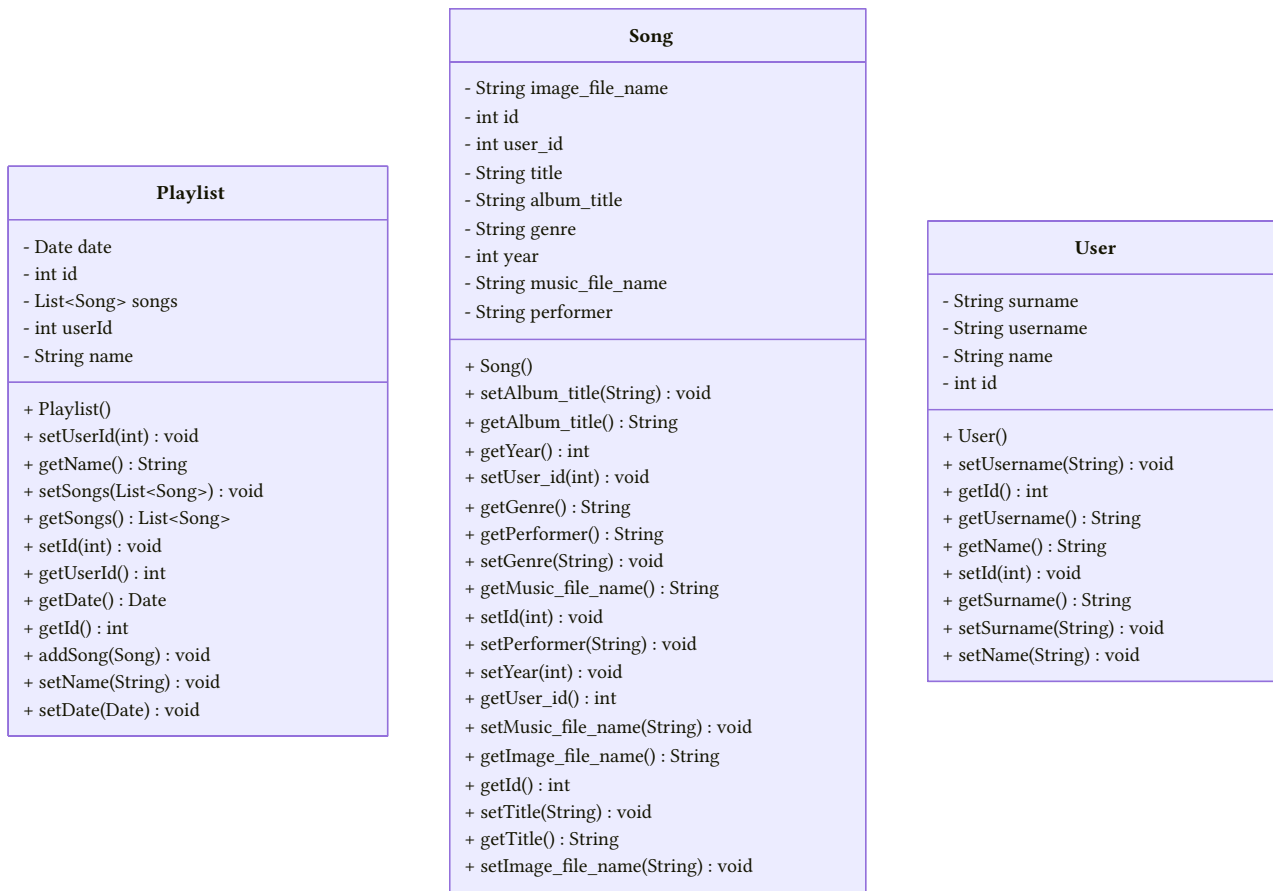 Playlist
- Date date
- int id
- List<Song> songs
- int userId
- String name
+ Playlist()
+ setUserId(int) : void
+ getName() : String
+ setSongs(List<Song>) : void
+ getSongs() : List<Song>
+ setId(int) : void
+ getUserId() : int
+ getDate() : Date
+ getId() : int
+ addSong(Song) : void
+ setName(String) : void
+ setDate(Date) : void
Song
- String image_file_name
- int id
- int user_id
- String title
- String album_title
- String genre
- int year
- String music_file_name
- String performer
+ Song()
+ setAlbum_title(String) : void
+ getAlbum_title() : String
+ getYear() : int
+ setUser_id(int) : void
+ getGenre() : String
+ getPerformer() : String
+ setGenre(String) : void
+ getMusic_file_name() : String
+ setId(int) : void
+ setPerformer(String) : void
+ setYear(int) : void
+ getUser_id() : int
+ setMusic_file_name(String) : void
+ getImage_file_name() : String
+ getId() : int
+ setTitle(String) : void
+ getTitle() : String
+ setImage_file_name(String) : void
User
- String surname
- String username
- String name
- int id
+ User()
+ setUsername(String) : void
+ getId() : int
+ getUsername() : String
+ getName() : String
+ setId(int) : void
+ getSurname() : String
+ setSurname(String) : void
+ setName(String) : void